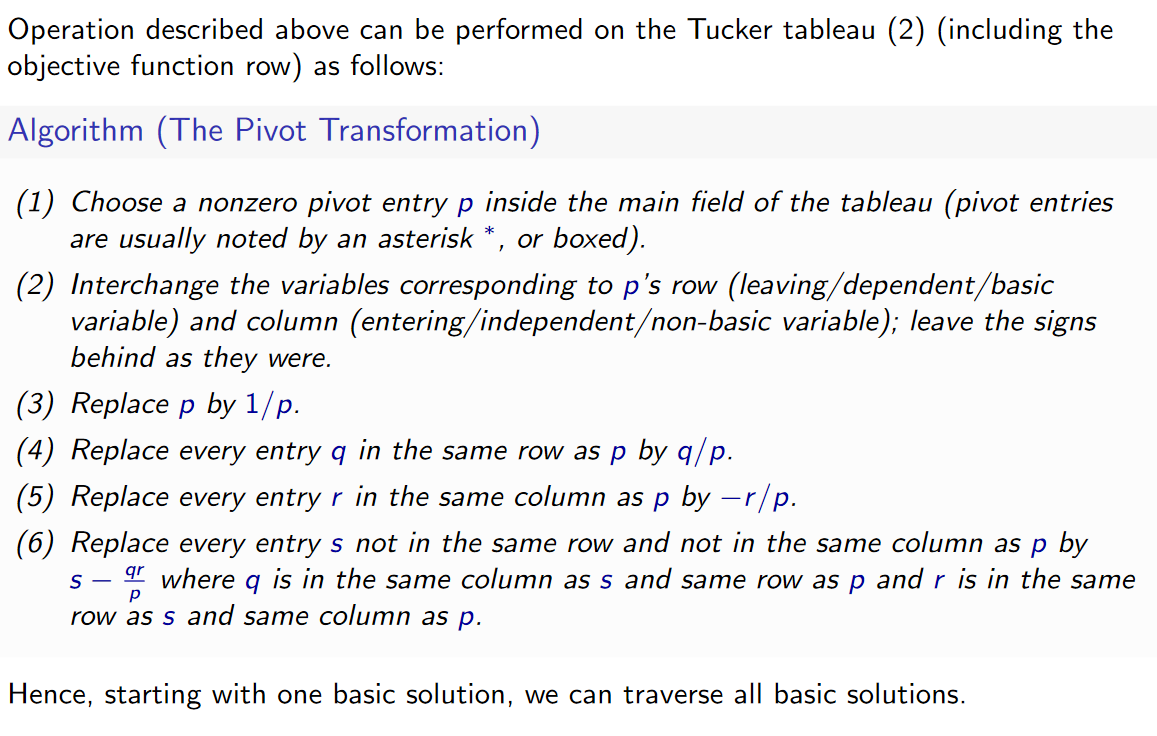 Operation described above can be performed on the Tucker tableau (2) (including the
objective function row) as follows:
Algorithm (The Pivot Transformation)
(1) Choose a nonzero pivot entry p inside the main field of the tableau (pivot entries
are usually noted by an asterisk *, or boxed).
(2) Interchange the variables corresponding to p's row (leaving/dependent/basic
variable) and column (entering/independent/non-basic variable); leave the signs
behind as they were.
(3) Replace p by 1/p.
(4) Replace every entry q in the same row as p by q/p.
(5) Replace every entry r in the same column as p by −r/p.
(6) Replace every entry s not in the same row and not in the same column as p by
s − qr/p where q is in the same column as s and same row as p and r is in the same
row as s and same column as p.
Hence, starting with one basic solution, we can traverse all basic solutions.